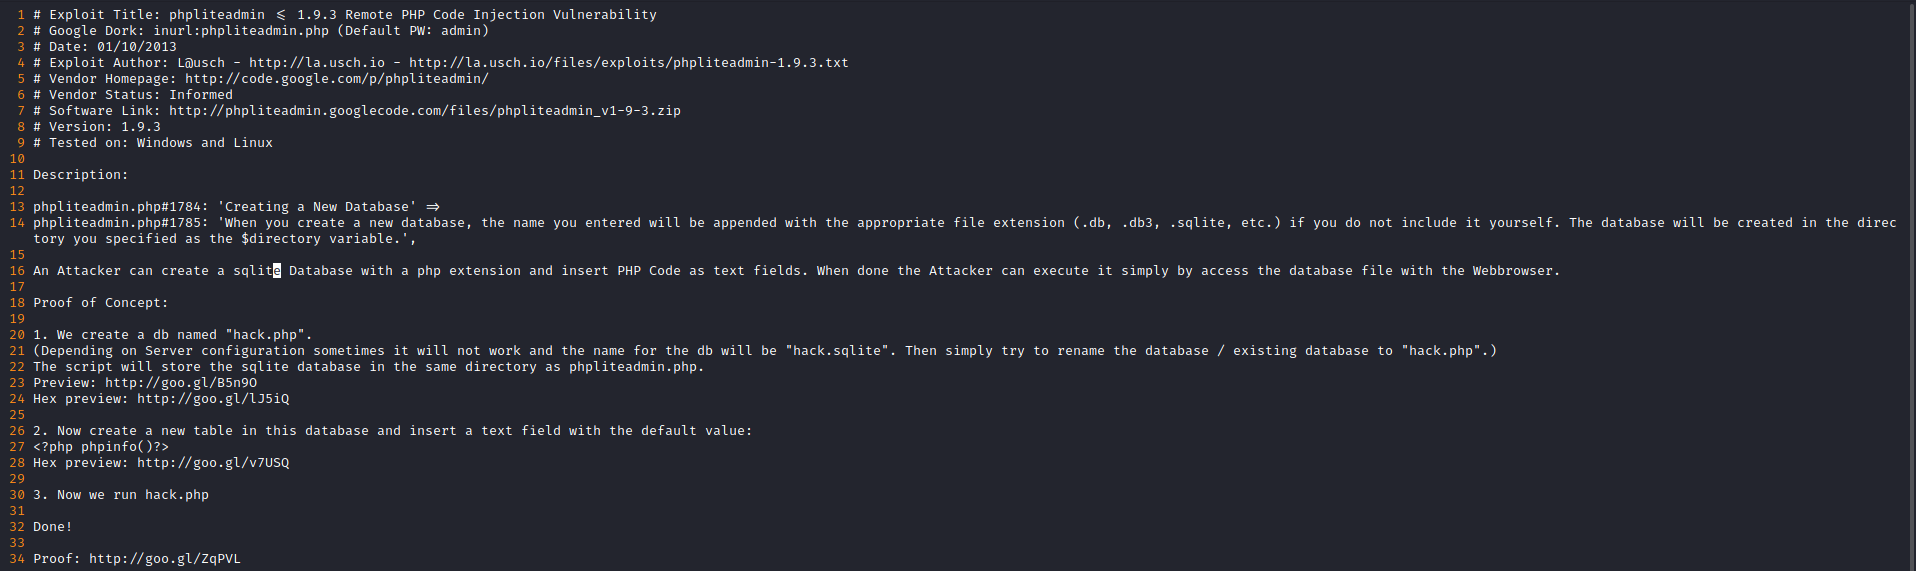 1 # Exploit Title: phpliteadmin <= 1.9.3 Remote PHP Code Injection Vulnerability
2 # Google Dork: inurl:phpliteadmin.php (Default PW: admin)
3 # Date: 01/10/2013
4 # Exploit Author: L@usch - http://la.usch.io - http://la.usch.io/files/exploits/phpliteadmin-1.9.3.txt
5 # Vendor Homepage: http://code.google.com/p/phpliteadmin/
6 # Vendor Status: Informed
7 # Software Link: http://phpliteadmin.googlecode.com/files/phpliteadmin_v1-9-3.zip
8 # Version: 1.9.3
9 # Tested on: Windows and Linux
10
11 Description:
12
13 phpliteadmin.php#1784: 'Creating a New Database' =>
14 phpliteadmin.php#1785: 'When you create a new database, the name you entered will be appended with the appropriate file extension (.db, .db3, .sqlite, etc.) if you do not include it yourself. The database will be created in the direc
tory you specified as the $directory variable.',
15
16 An Attacker can create a sqlite Database with a php extension and insert PHP Code as text fields. When done the Attacker can execute it simply by access the database file with the Webbrowser.
17
18 Proof of Concept:
19
20 1. We create a db named "hack.php".
21 (Depending on Server configuration sometimes it will not work and the name for the db will be "hack.sqlite". Then simply try to rename the database / existing database to "hack.php".)
22 The script will store the sqlite database in the same directory as phpliteadmin.php.
23 Preview: http://goo.gl/B5n9O
24 Hex preview: http://goo.gl/lJ5iQ
25
26 2. Now create a new table in this database and insert a text field with the default value:
27 <?php phpinfo()?>
28 Hex preview: http://goo.gl/v7USQ
29
30 3. Now we run hack.php
31
32 Done!
33
34 Proof: http://goo.gl/ZqPVL